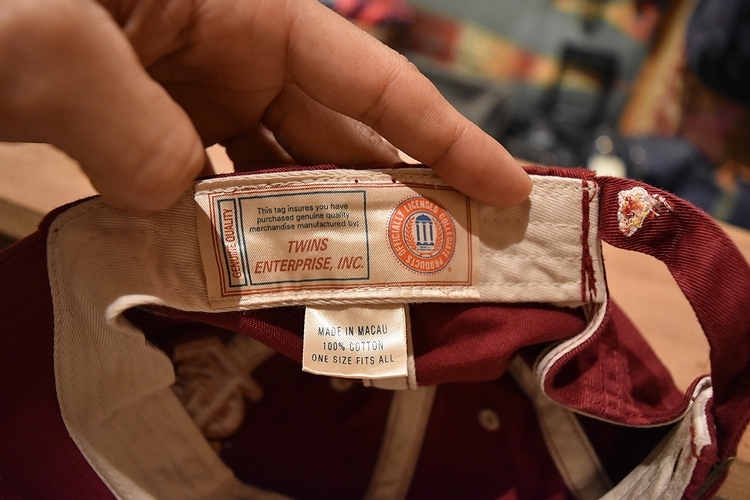 GENUINE QUALITY
This tag insures you have
purchased genuine quality
merchandise manufactured by:
TWINS
ENTERPRISE, INC.
OFFICIALLY LICENSED COLLEGIATE PRODUCTS
®
MADE IN MACAU
100% COTTON
ONE SIZE FITS ALL